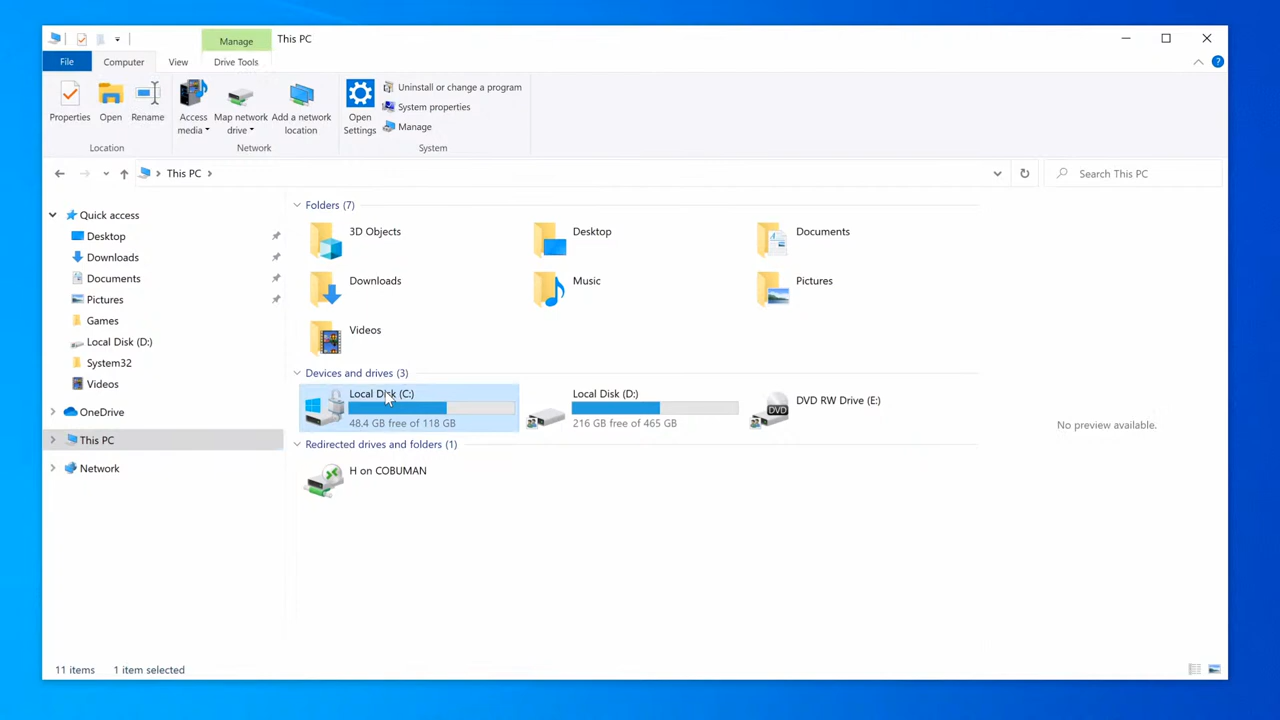 Manage
This PC
File
Computer
View
Drive Tools
Properties
Open
Rename
Access media
Map network drive
Add a network location
Open Settings
Uninstall or change a program
System properties
Manage
Location
Network
System
This PC
Search This PC
Quick access
Desktop
Downloads
Documents
Pictures
Games
Local Disk (D:)
System32
Videos
OneDrive
This PC
Network
Folders (7)
3D Objects
Desktop
Documents
Downloads
Music
Pictures
Videos
Devices and drives (3)
Local Disk (C:)
48.4 GB free of 118 GB
Local Disk (D:)
216 GB free of 465 GB
DVD
DVD RW Drive (E:)
Redirected drives and folders (1)
H on COBUMAN
No preview available.
11 items
1 item selected